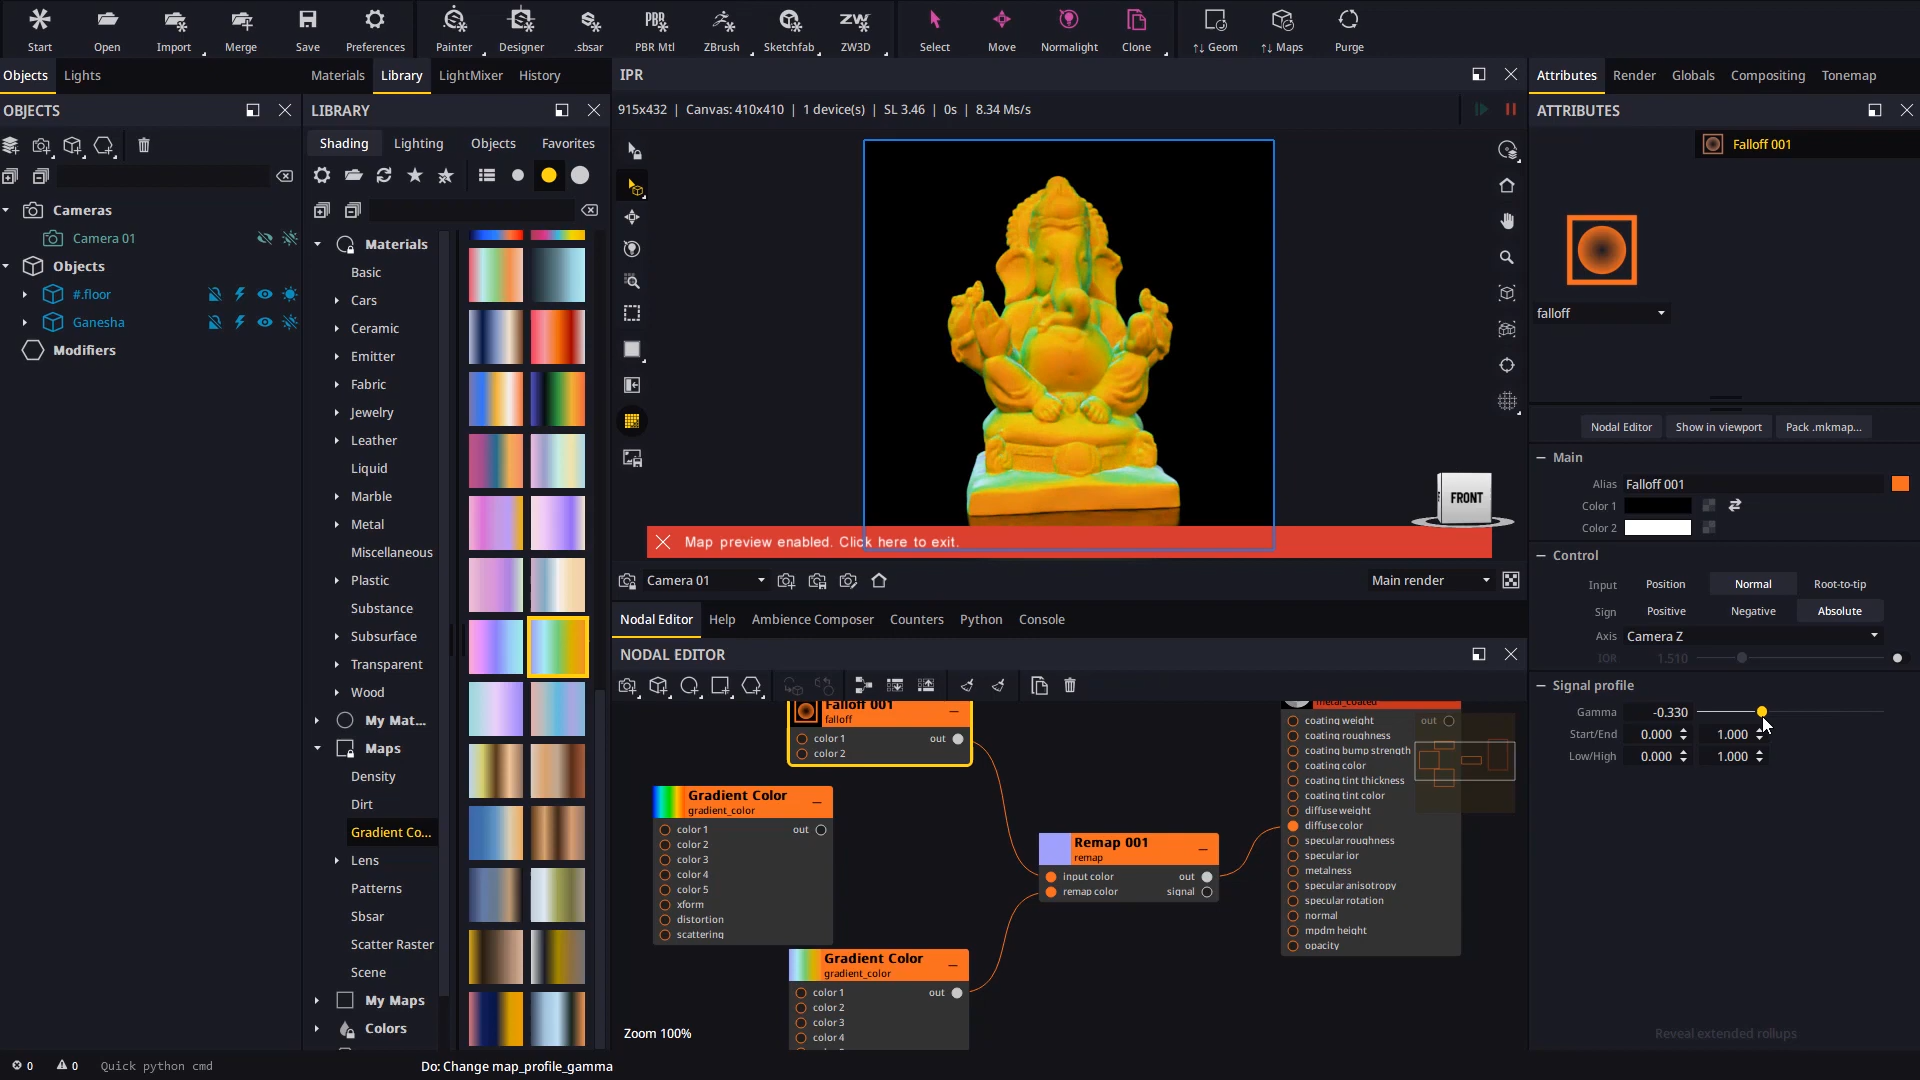 Start Open Import Merge Save Preferences Painter Designer .sbsar PBR Mtl ZBrush Sketchfab ZW3D Select Move Normalight Clone ↑↓ Geom ↑↓ Maps Purge
Objects Lights
Materials Library LightMixer History
IPR
Attributes Render Globals Compositing Tonemap
OBJECTS
LIBRARY
ATTRIBUTES
915x432 | Canvas: 410x410 | 1 device(s) | SL 3.46 | 0s | 8.34 Ms/s
Shading Lighting Objects Favorites
Falloff 001
falloff
Cameras
Camera 01
Objects
#.floor
Ganesha
Modifiers
Materials
Basic
Cars
Ceramic
Emitter
Fabric
Jewelry
Leather
Liquid
Marble
Metal
Miscellaneous
Plastic
Substance
Subsurface
Transparent
Wood
My Mat...
Maps
Density
Dirt
Gradient Co...
Lens
Patterns
Sbsar
Scatter Raster
Scene
My Maps
Colors
FRONT
Map preview enabled. Click here to exit.
Camera 01
Main render
Nodal Editor Help Ambience Composer Counters Python Console
NODAL EDITOR
Falloff 001
falloff
color 1 out
color 2
Gradient Color
gradient_color
color 1 out
color 2
color 3
color 4
color 5
xform
distortion
scattering
Gradient Color
gradient_color
color 1 out
color 2
color 3
color 4
Remap 001
remap
input color out
remap color signal
metal_coated
coating weight out
coating roughness
coating bump strength
coating color
coating tint thickness
coating tint color
diffuse weight
diffuse color
specular roughness
specular ior
metalness
specular anisotropy
specular rotation
normal
mpdm height
opacity
Zoom 100%
Nodal Editor Show in viewport Pack .mkmap...
Main
Alias Falloff 001
Color 1
Color 2
Control
Input Position Normal Root-to-tip
Sign Positive Negative Absolute
Axis Camera Z
IOR 1.510
Signal profile
Gamma -0.330
Start/End 0.000 1.000
Low/High 0.000 1.000
Reveal extended rollups
0 0 Quick python cmd
Do: Change map_profile_gamma